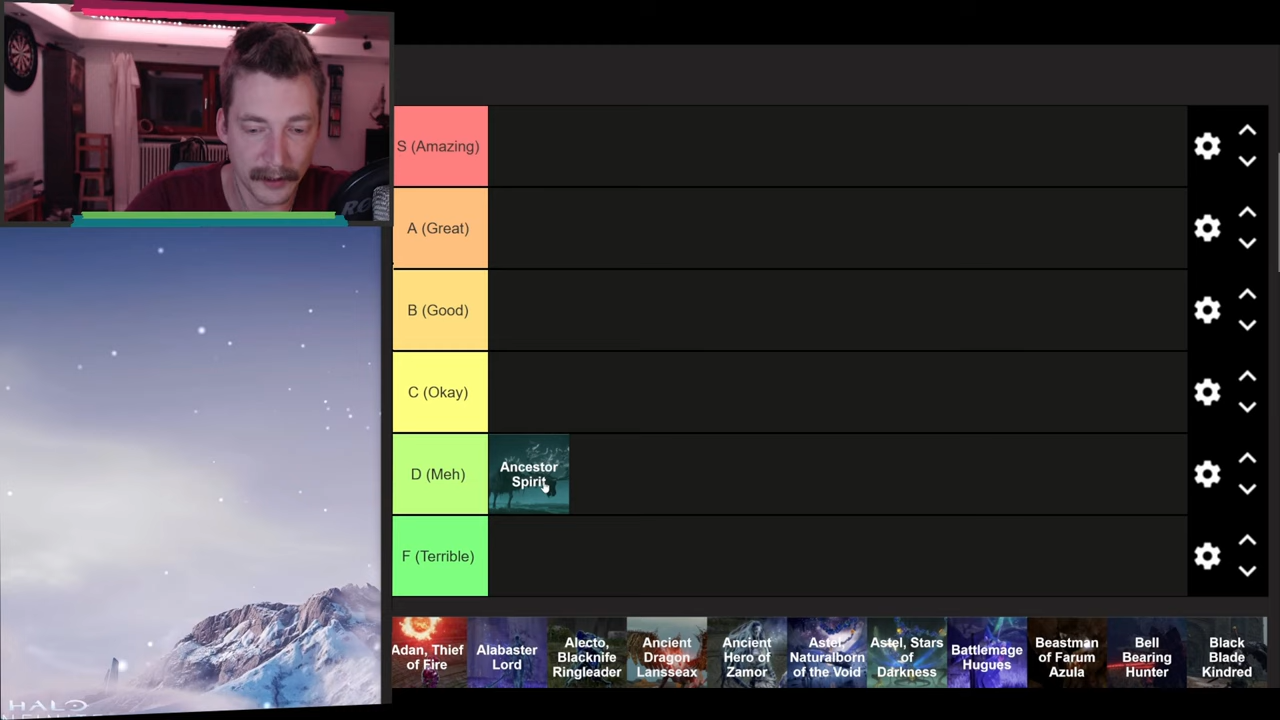 S (Amazing)
A (Great)
B (Good)
C (Okay)
D (Meh)
Ancestor
Spirit
F (Terrible)
Adan, Thief
of Fire
Alabaster
Lord
Alecto,
Blacknife
Ringleader
Ancient
Dragon
Lansseax
Ancient
Hero of
Zamor
Astel,
Naturalborn
of the Void
Astel, Stars
of
Darkness
Battlemage
Hugues
Beastman
of Farum
Azula
Bell
Bearing
Hunter
Black
Blade
Kindred
HALO